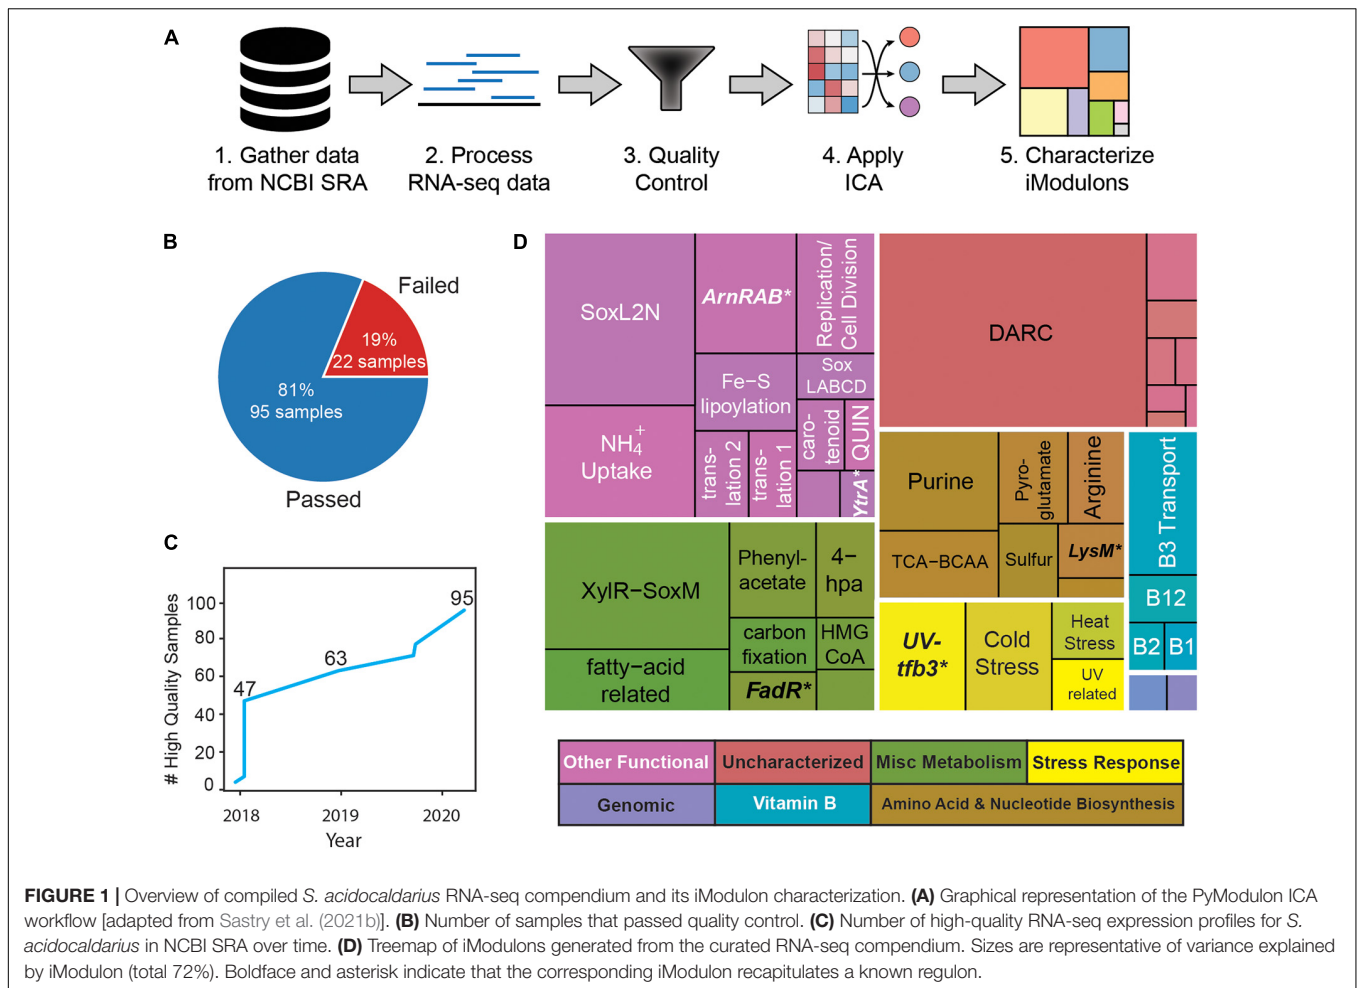 A
1. Gather data
from NCBI SRA
2. Process
RNA-seq data
3. Quality
Control
4. Apply
ICA
5. Characterize
iModulons
B
Failed
19%
22 samples
81%
95 samples
Passed
C
# High Quality Samples
100
80
60
40
20
0
47
63
95
2018
2019
2020
Year
D
SoxL2N
ArnRAB*
Replication/
Cell Division
Fe–S
lipoylation
Sox
LABCD
NH4+
Uptake
trans–
lation 2
trans–
lation 1
caro–
tenoid
QUIN
YtrA*
DARC
XylR–SoxM
Phenyl-
acetate
4–
hpa
fatty–acid
related
carbon
fixation
HMG
CoA
FadR*
Purine
Pyro-
glutamate
Arginine
TCA–BCAA
Sulfur
LysM*
B3 Transport
B12
B2
B1
UV-
tfb3*
Cold
Stress
Heat
Stress
UV
related
Other Functional
Uncharacterized
Misc Metabolism
Stress Response
Genomic
Vitamin B
Amino Acid & Nucleotide Biosynthesis
FIGURE 1 | Overview of compiled S. acidocaldarius RNA-seq compendium and its iModulon characterization. (A) Graphical representation of the PyModulon ICA
workflow [adapted from Sastry et al. (2021b)]. (B) Number of samples that passed quality control. (C) Number of high-quality RNA-seq expression profiles for S.
acidocaldarius in NCBI SRA over time. (D) Treemap of iModulons generated from the curated RNA-seq compendium. Sizes are representative of variance explained
by iModulon (total 72%). Boldface and asterisk indicate that the corresponding iModulon recapitulates a known regulon.